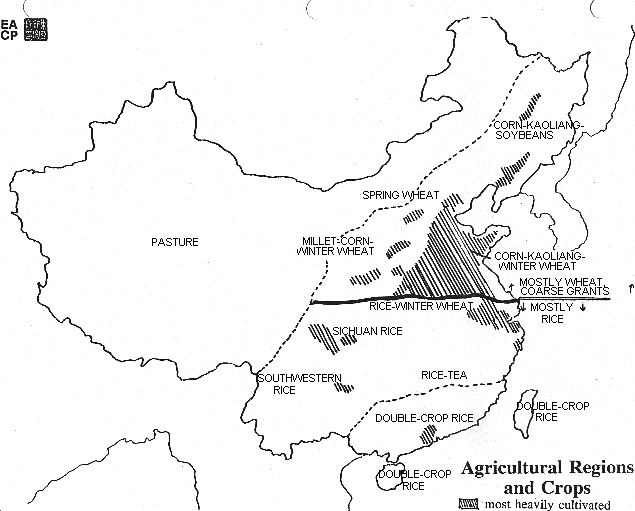 EA
CP
CORN-KAOLIANG-
SOYBEANS
SPRING WHEAT
PASTURE
MILLET-CORN-
WINTER WHEAT
CORN-KAOLIANG-
WINTER WHEAT
MOSTLY WHEAT
COARSE GRANTS
RICE-WINTER WHEAT
MOSTLY
RICE
SICHUAN RICE
SOUTHWESTERN
RICE
RICE-TEA
DOUBLE-CROP RICE
DOUBLE-CROP
RICE
DOUBLE-CROP
RICE
Agricultural Regions
and Crops
most heavily cultivated